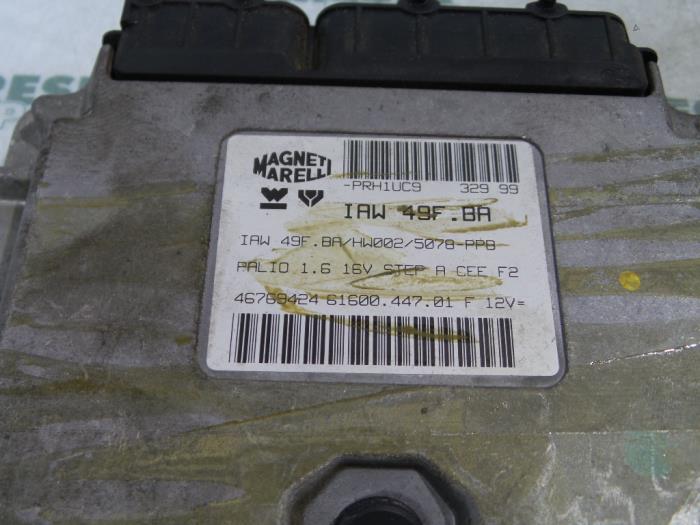 MAGNETI
MARELLI
-PRH1UC9 329 99
IAW 49F.BA
IAW 49F.BA/HW002/5078-PPB
PALIO 1.6 16V STEP A CEE F2
46769424 61600.447.01 F 12V=